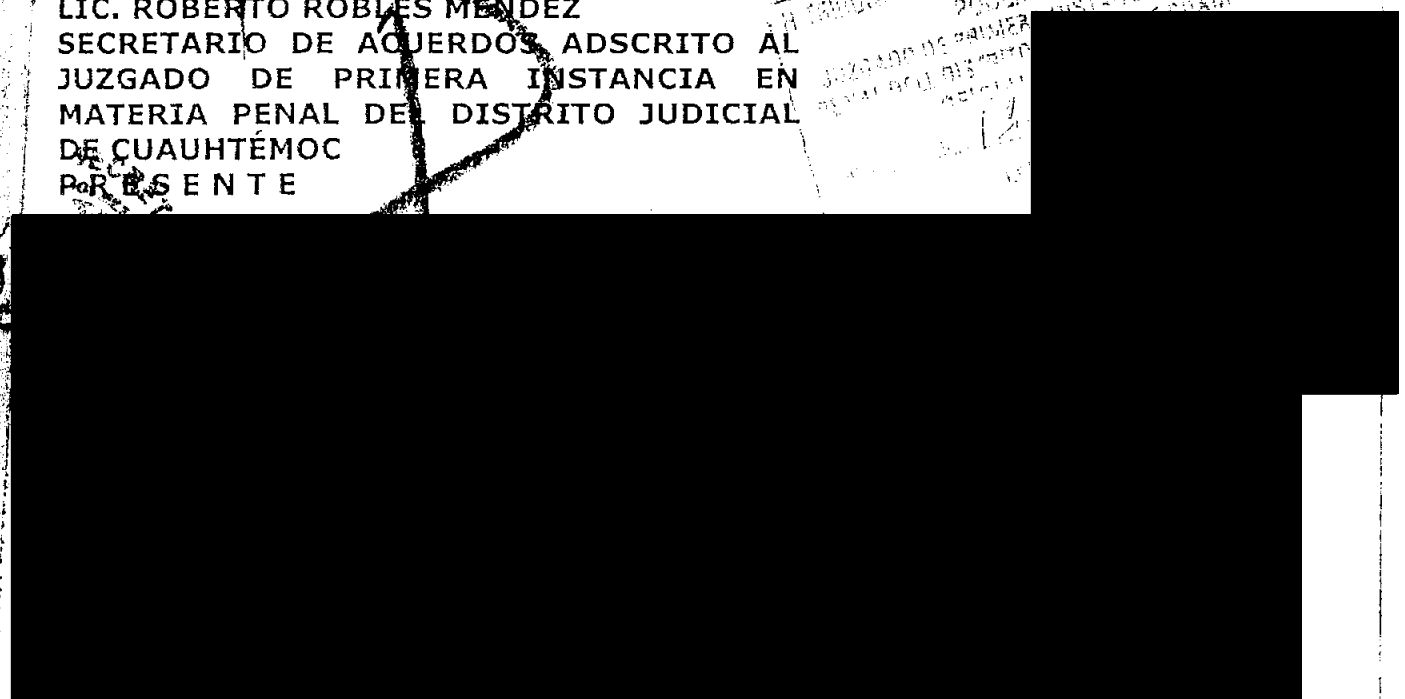 LIC. ROBERTO ROBLES MENDEZ
SECRETARIO DE ACUERDOS ADSCRITO AL
JUZGADO DE PRIMERA INSTANCIA EN
MATERIA PENAL DEL DISTRITO JUDICIAL
DE CUAUHTÉMOC
P R E S E N T E